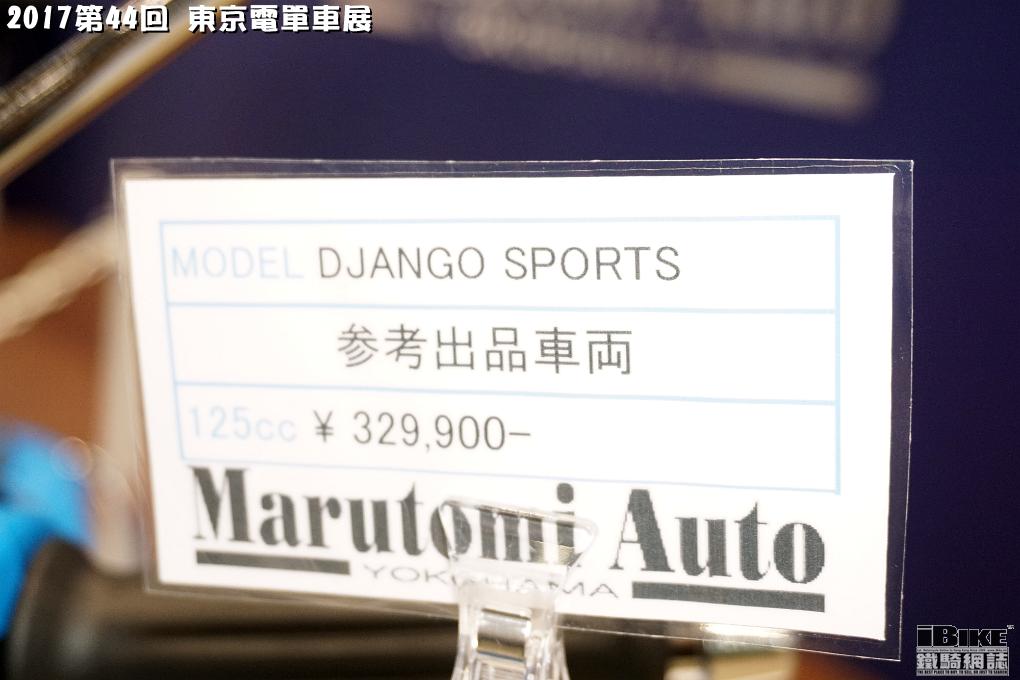 2017第44回 東京電單車展
MODEL DJANGO SPORTS
参考出品車両
125cc ¥ 329,900−
Marutomi Auto
YOKOHAMA
iBIKE
鐵騎網誌